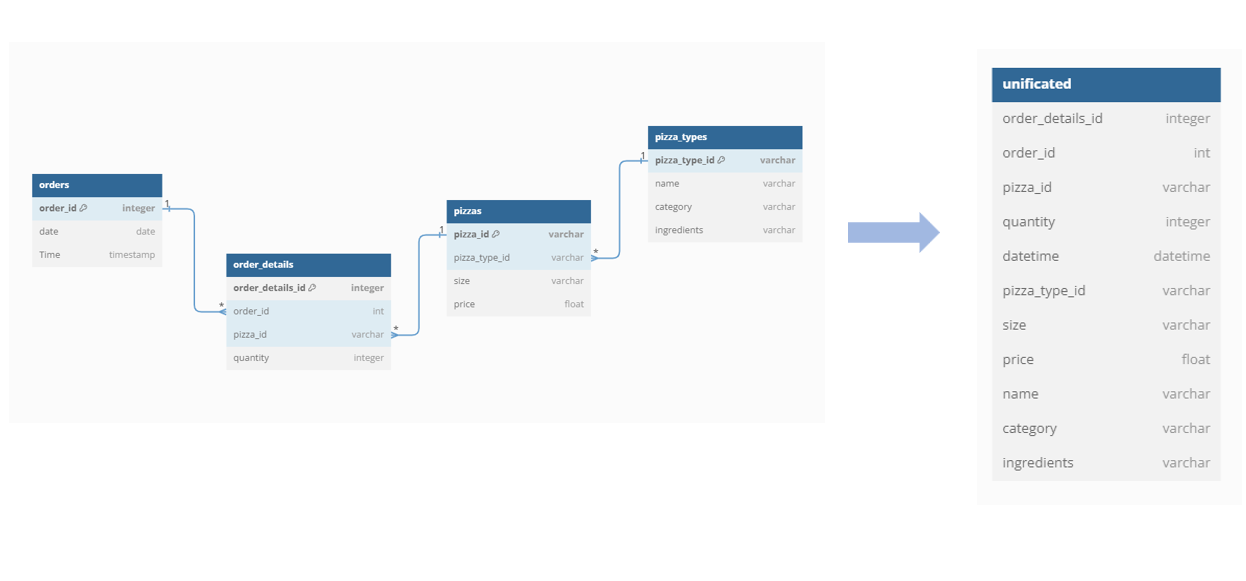 orders
order_id integer
date date
Time timestamp
1
*
order_details
order_details_id integer
order_id int
pizza_id varchar
quantity integer
*
1
pizzas
pizza_id varchar
pizza_type_id varchar
size varchar
price float
*
1
pizza_types
pizza_type_id varchar
name varchar
category varchar
ingredients varchar
unificated
order_details_id integer
order_id int
pizza_id varchar
quantity integer
datetime datetime
pizza_type_id varchar
size varchar
price float
name varchar
category varchar
ingredients varchar